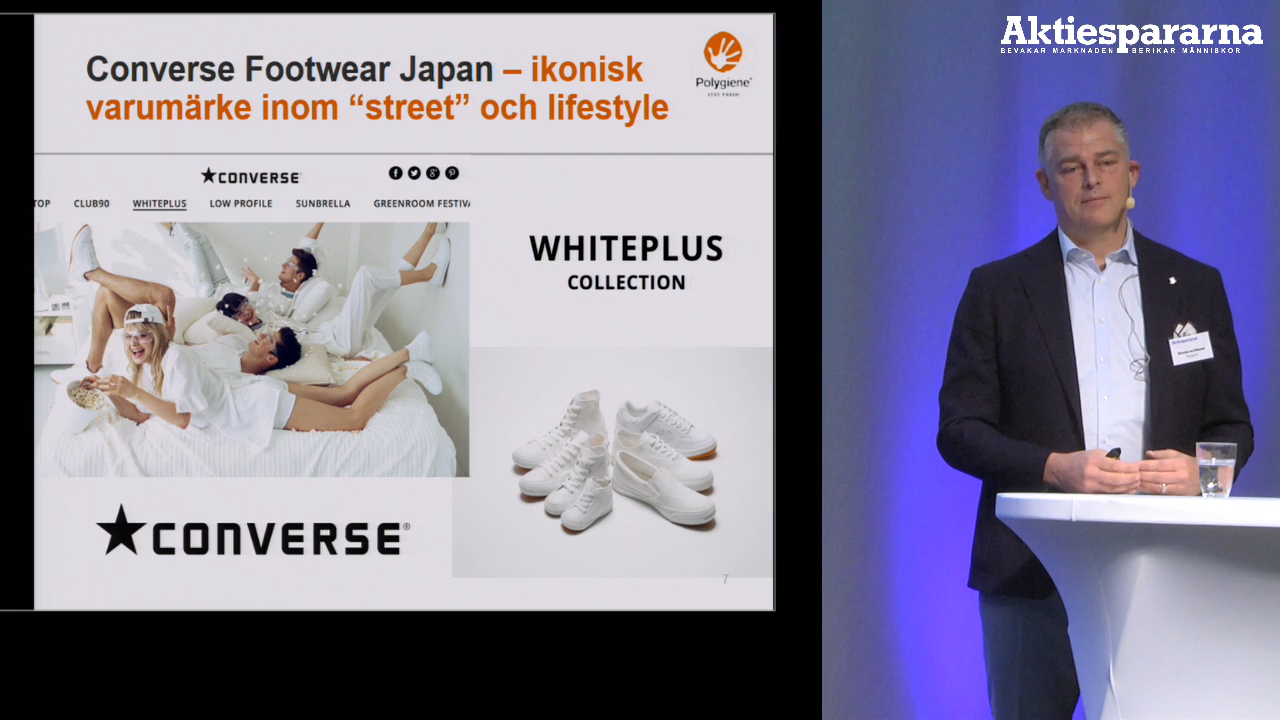 Converse Footwear Japan – ikonisk
varumärke inom “street” och lifestyle
Polygiene®
STAY FRESH
CONVERSE
TOP CLUB90 WHITEPLUS LOW PROFILE SUNBRELLA GREENROOM FESTIVA
WHITEPLUS
COLLECTION
CONVERSE®
7
Aktiespararna
BEVAKAR MARKNADEN BERIKAR MÄNNISKOR
Aktiespararna